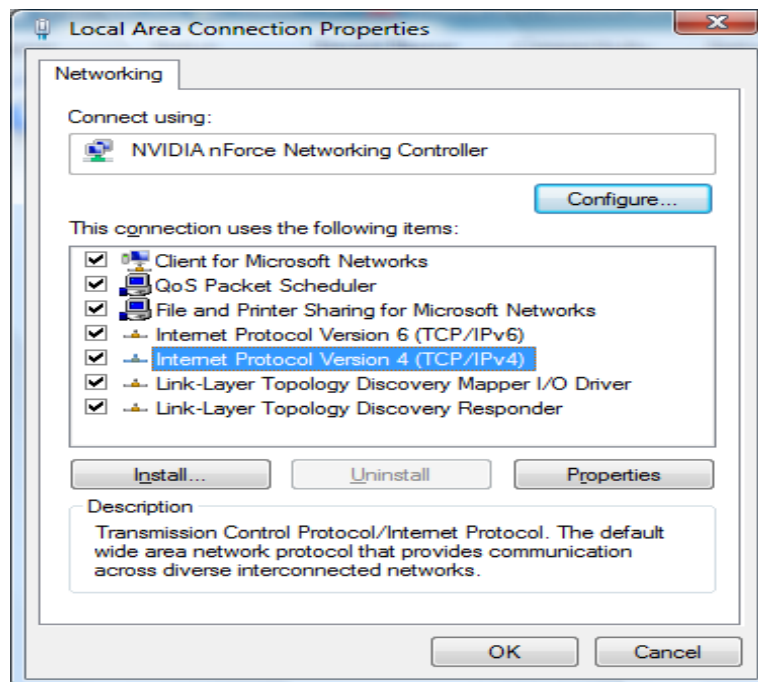 Local Area Connection Properties
Networking
Connect using:
NVIDIA nForce Networking Controller
Configure...
This connection uses the following items:
Client for Microsoft Networks
QoS Packet Scheduler
File and Printer Sharing for Microsoft Networks
Internet Protocol Version 6 (TCP/IPv6)
Internet Protocol Version 4 (TCP/IPv4)
Link-Layer Topology Discovery Mapper I/O Driver
Link-Layer Topology Discovery Responder
Install... Uninstall Properties
Description
Transmission Control Protocol/Internet Protocol. The default
wide area network protocol that provides communication
across diverse interconnected networks.
OK Cancel